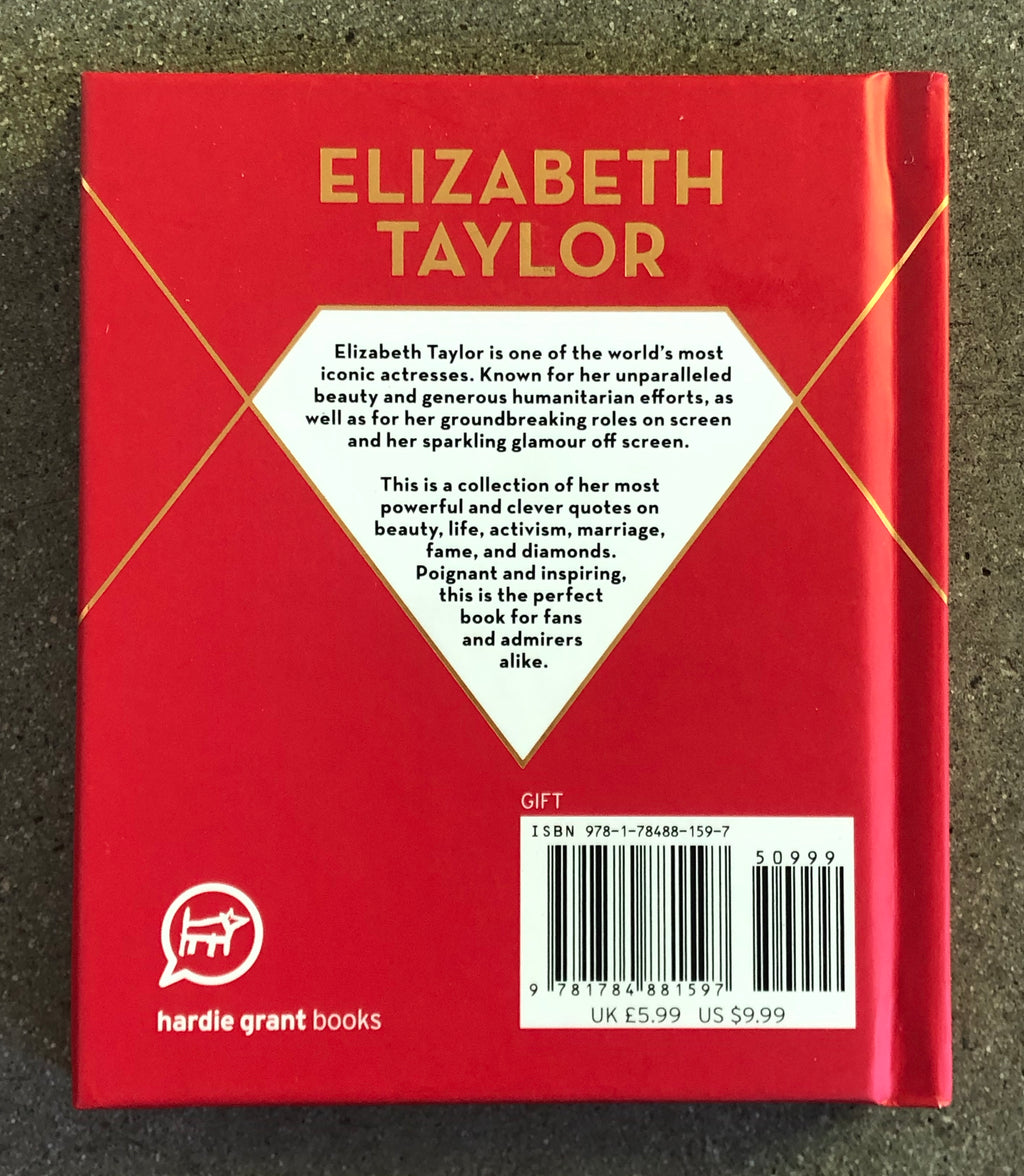 ELIZABETH
TAYLOR
Elizabeth Taylor is one of the world's most
iconic actresses. Known for her unparalleled
beauty and generous humanitarian efforts, as
well as for her groundbreaking roles on screen
and her sparkling glamour off screen.
This is a collection of her most
powerful and clever quotes on
beauty, life, activism, marriage,
fame, and diamonds.
Poignant and inspiring,
this is the perfect
book for fans
and admirers
alike.
GIFT
ISBN 978-1-78488-159-7
50999
9 781784 881597
UK £5.99 US $9.99
hardie grant books